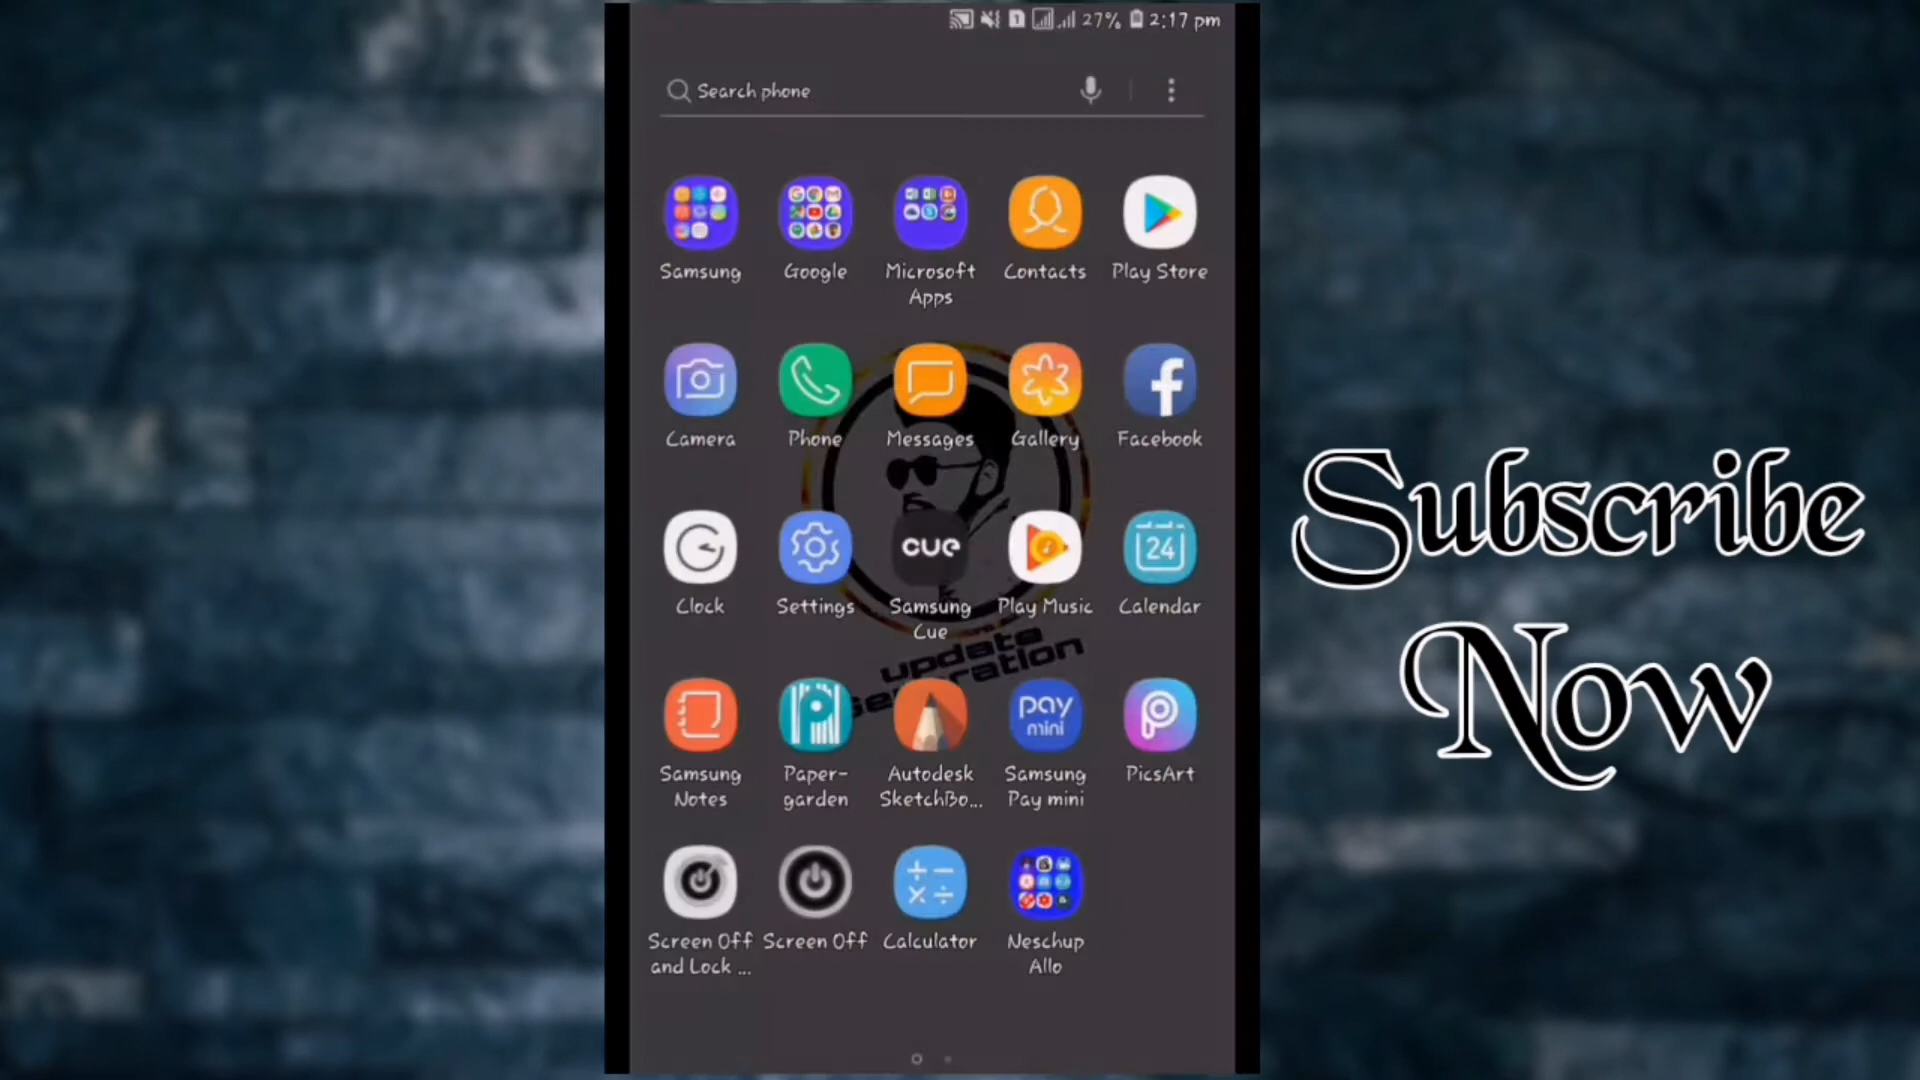 27% 2:17 pm
Search phone
Samsung
Google
Microsoft
Apps
Contacts
Play Store
Camera
Phone
Messages
Gallery
Facebook
Clock
Settings
cue
Samsung
Cue
Play Music
24
Calendar
update
Samsung
Notes
Paper-
garden
Autodesk
SketchBo...
pay
mini
Samsung
Pay mini
PicsArt
Screen Off
and Lock ...
Screen Off
Calculator
Neschup
Allo
Subscribe
Now